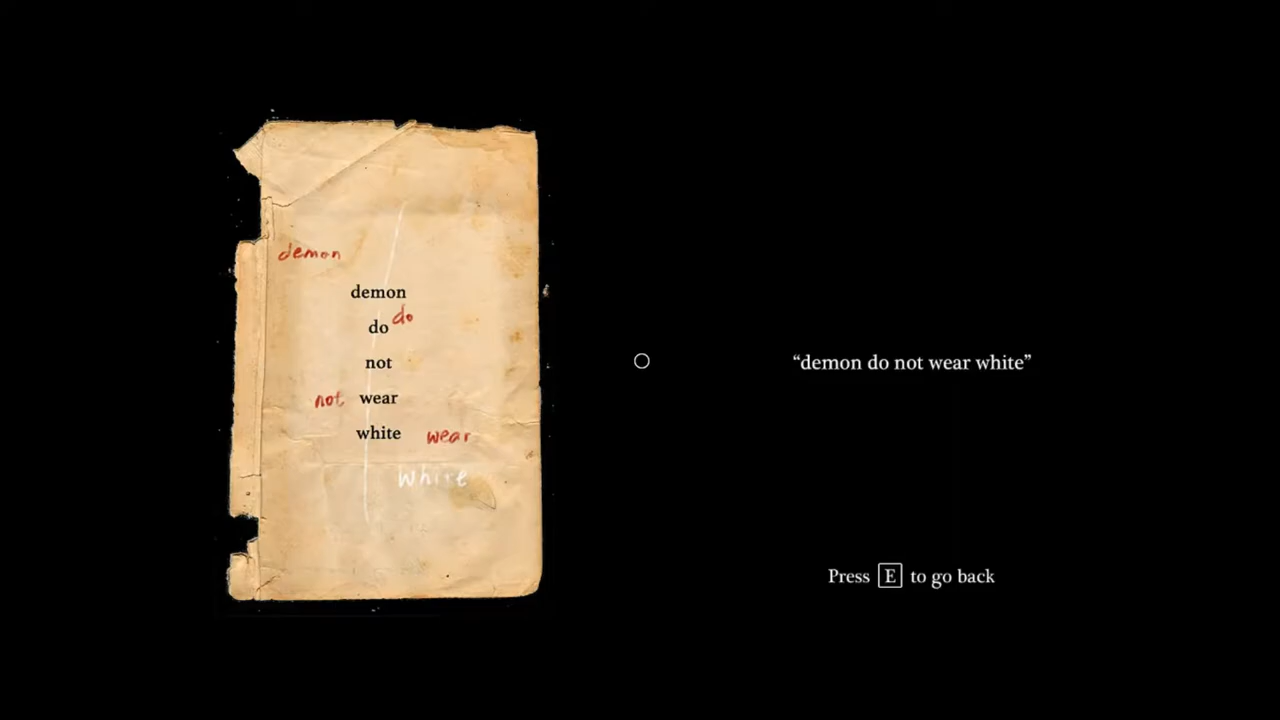 demon
demon
do do
not
not wear
white wear
White
“demon do not wear white”
Press E to go back